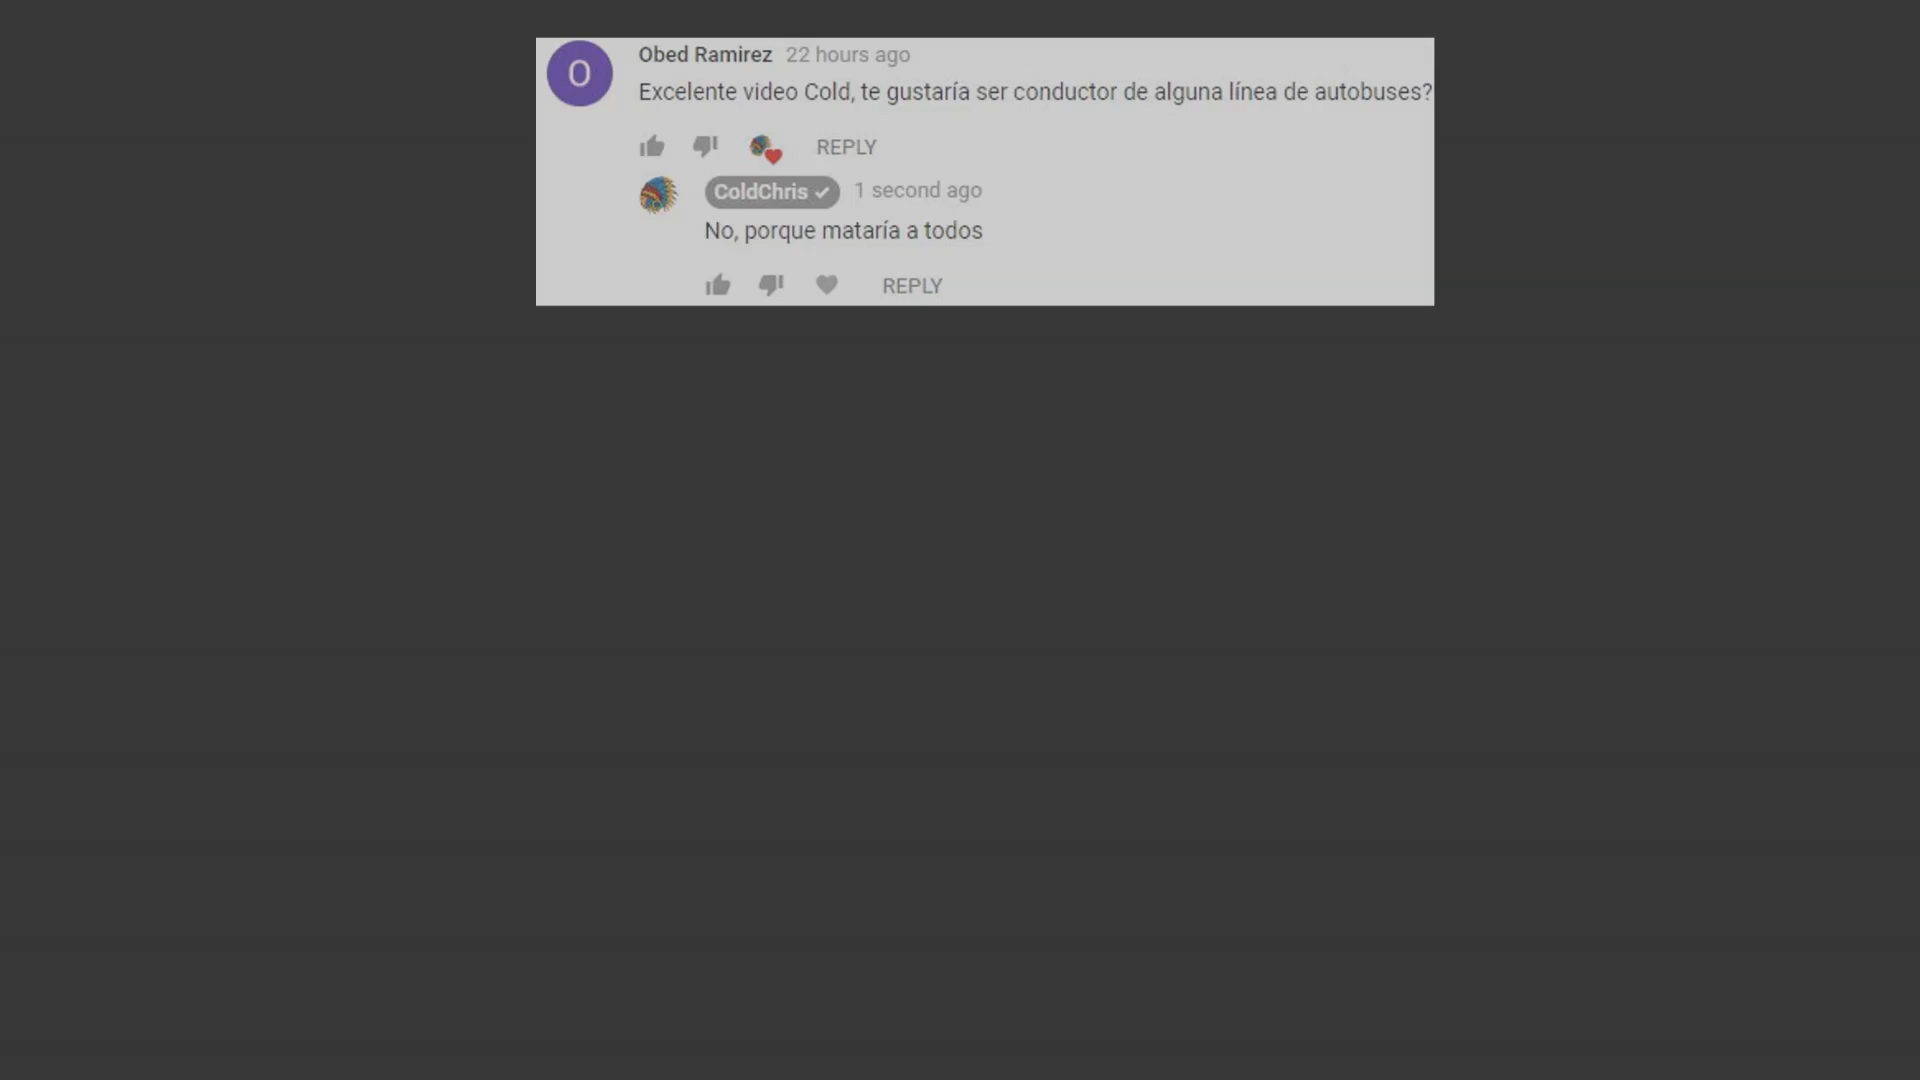 O
Obed Ramirez 22 hours ago
Excelente video Cold, te gustaría ser conductor de alguna línea de autobuses?
REPLY
ColdChris 1 second ago
No, porque mataría a todos
REPLY